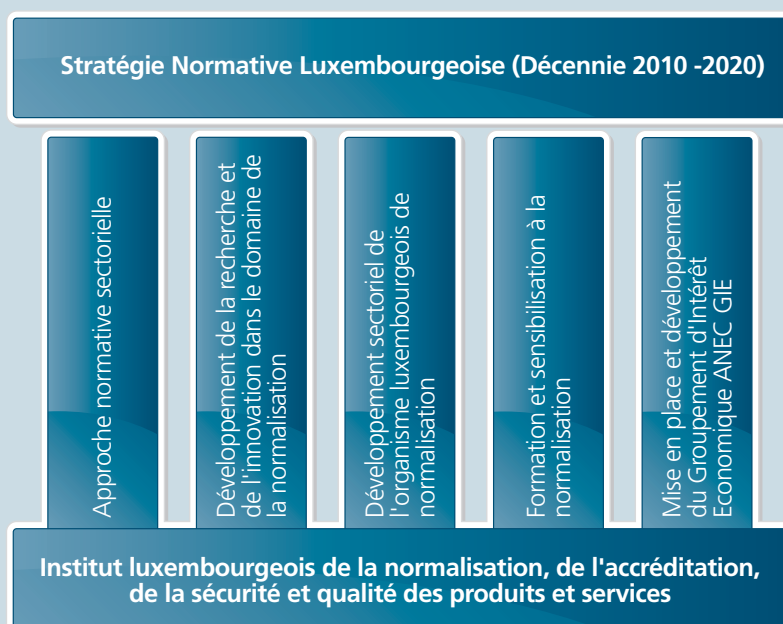 Stratégie Normative Luxembourgeoise (Décennie 2010 -2020)
Approche normative sectorielle
Développement de la recherche et
de l'innovation dans le domaine de
la normalisation
Développement sectoriel de
l'organisme luxembourgeois de
normalisation
Formation et sensibilisation à la
normalisation
Mise en place et développement
du Groupement d'Intérêt
Economique ANEC GIE
Institut luxembourgeois de la normalisation, de l'accréditation,
de la sécurité et qualité des produits et services